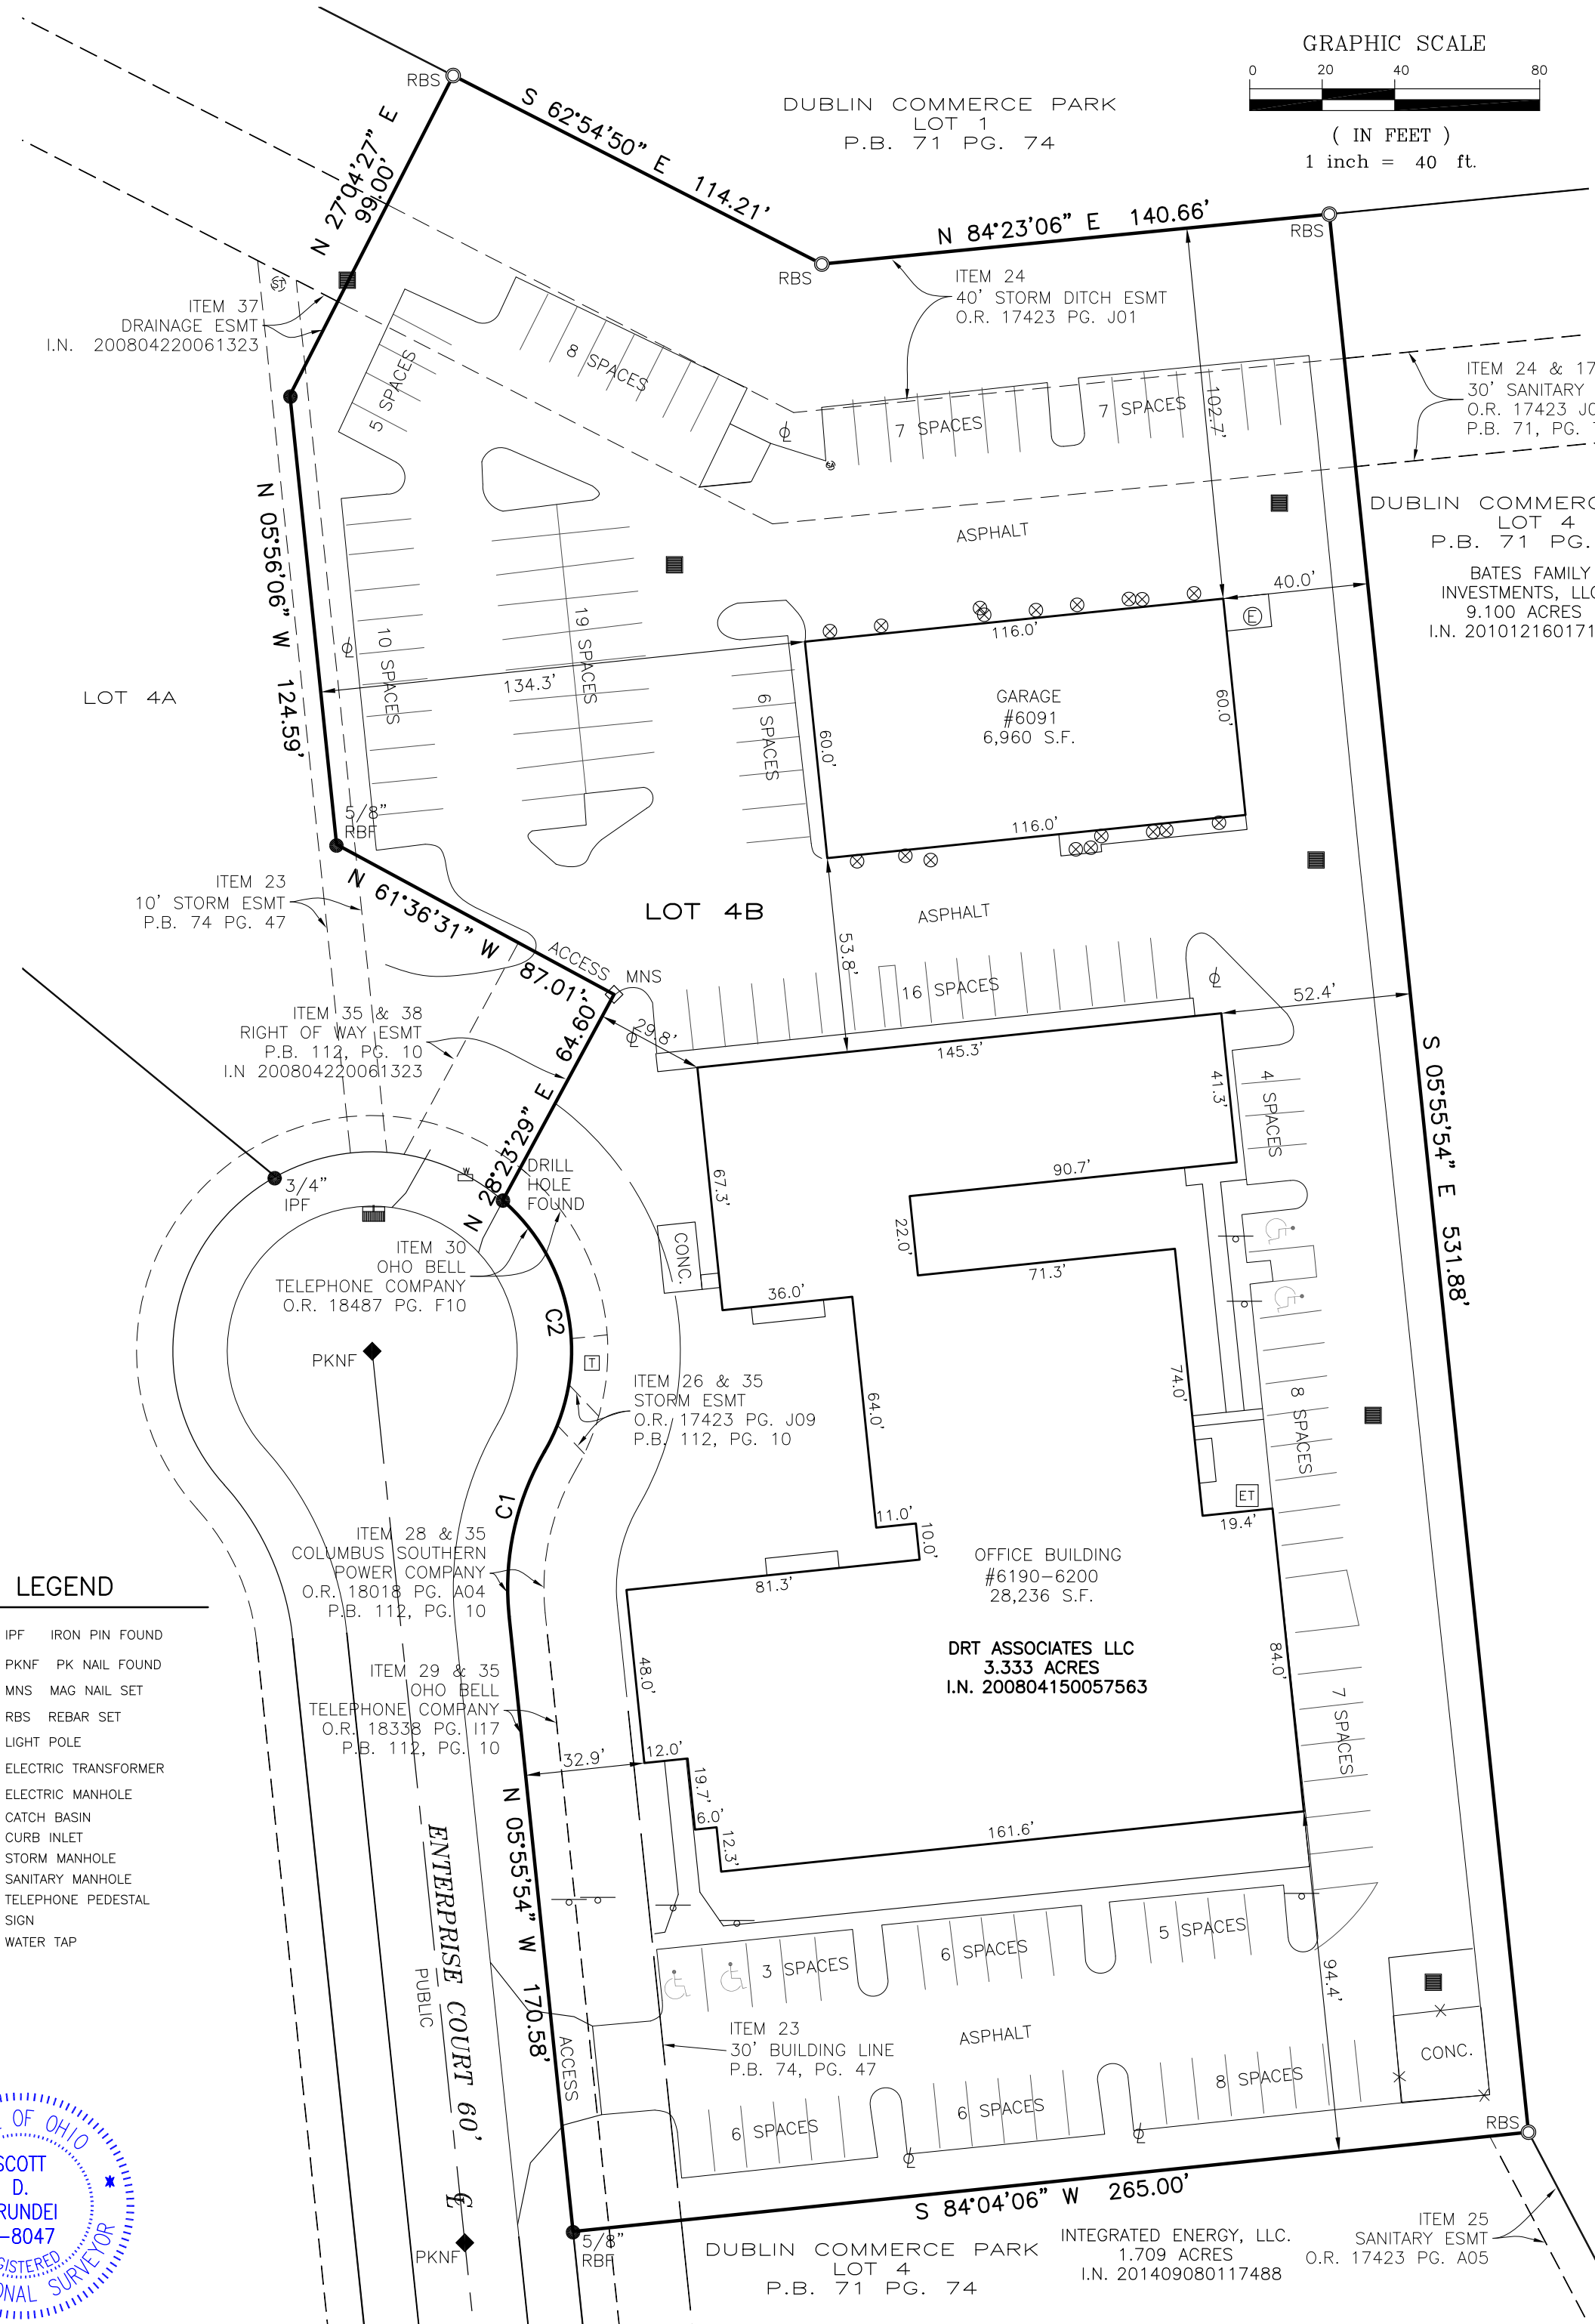 GRAPHIC SCALE
0 20 40 80
( IN FEET )
1 inch = 40 ft.
RBS
S 62°54'50" E 114.21'
DUBLIN COMMERCE PARK
LOT 1
P.B. 71 PG. 74
N 27°04'27" E
99.00'
RBS
N 84°23'06" E 140.66'
RBS
ST
ITEM 37
DRAINAGE ESMT
I.N. 200804220061323
ITEM 24
40' STORM DITCH ESMT
O.R. 17423 PG. J01
5 SPACES
8 SPACES
7 SPACES
7 SPACES
102.7'
ITEM 24 & 17
30' SANITARY
O.R. 17423 J0
P.B. 71, PG.
DUBLIN COMMERC
LOT 4
P.B. 71 PG.
BATES FAMILY
INVESTMENTS, LLC
9.100 ACRES
I.N. 201012160171
ASPHALT
40.0'
E
N 05°56'06" W 124.59'
LOT 4A
10 SPACES
19 SPACES
134.3'
6 SPACES
116.0'
GARAGE
#6091
6,960 S.F.
60.0'
60.0'
116.0'
5/8"
RBF
ITEM 23
10' STORM ESMT
P.B. 74 PG. 47
N 61°36'31" W 87.01'
ACCESS
MNS
LOT 4B
ASPHALT
53.8'
16 SPACES
52.4'
ITEM 35 & 38
RIGHT OF WAY ESMT
P.B. 112, PG. 10
I.N 200804220061323
29.8'
N 28°23'29" E 64.60'
145.3'
41.3'
4 SPACES
S 05°55'54" E 531.88'
67.3'
90.7'
22.0'
71.3'
3/4"
IPF
W
DRILL
HOLE
FOUND
CONC.
ITEM 30
OHO BELL
TELEPHONE COMPANY
O.R. 18487 PG. F10
36.0'
C2
PKNF
T
74.0'
64.0'
8 SPACES
ITEM 26 & 35
STORM ESMT
O.R. 17423 PG. J09
P.B. 112, PG. 10
C1
ET
19.4'
11.0'
10.0'
81.3'
ITEM 28 & 35
COLUMBUS SOUTHERN
POWER COMPANY
O.R. 18018 PG. A04
P.B. 112, PG. 10
OFFICE BUILDING
#6190-6200
28,236 S.F.
DRT ASSOCIATES LLC
3.333 ACRES
I.N. 200804150057563
48.0'
84.0'
7 SPACES
ITEM 29 & 35
OHO BELL
TELEPHONE COMPANY
O.R. 18338 PG. I17
P.B. 112, PG. 10
32.9'
12.0'
19.7'
6.0'
12.3'
161.6'
LEGEND
IPF IRON PIN FOUND
PKNF PK NAIL FOUND
MNS MAG NAIL SET
RBS REBAR SET
LIGHT POLE
ELECTRIC TRANSFORMER
ELECTRIC MANHOLE
CATCH BASIN
CURB INLET
STORM MANHOLE
SANITARY MANHOLE
TELEPHONE PEDESTAL
SIGN
WATER TAP
N 05°55'54" W 170.58'
ENTERPRISE COURT 60'
PUBLIC
ACCESS
3 SPACES
6 SPACES
5 SPACES
94.4'
ITEM 23
30' BUILDING LINE
P.B. 74, PG. 47
ASPHALT
CONC.
6 SPACES
6 SPACES
8 SPACES
RBS
S 84°04'06" W 265.00'
5/8"
RBF
PKNF
DUBLIN COMMERCE PARK
LOT 4
P.B. 71 PG. 74
INTEGRATED ENERGY, LLC.
1.709 ACRES
I.N. 201409080117488
ITEM 25
SANITARY ESMT
O.R. 17423 PG. A05
OF OHIO
SCOTT
D.
RUNDEI
-8047
GISTERED
ONAL SURVEYOR